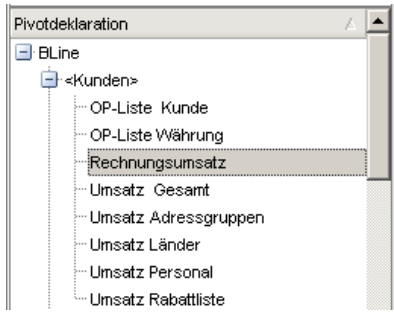 Pivotdeklaration
BLine
<Kunden>
OP-Liste Kunde
OP-Liste Währung
Rechnungsumsatz
Umsatz Gesamt
Umsatz Adressgruppen
Umsatz Länder
Umsatz Personal
Umsatz Rabattliste